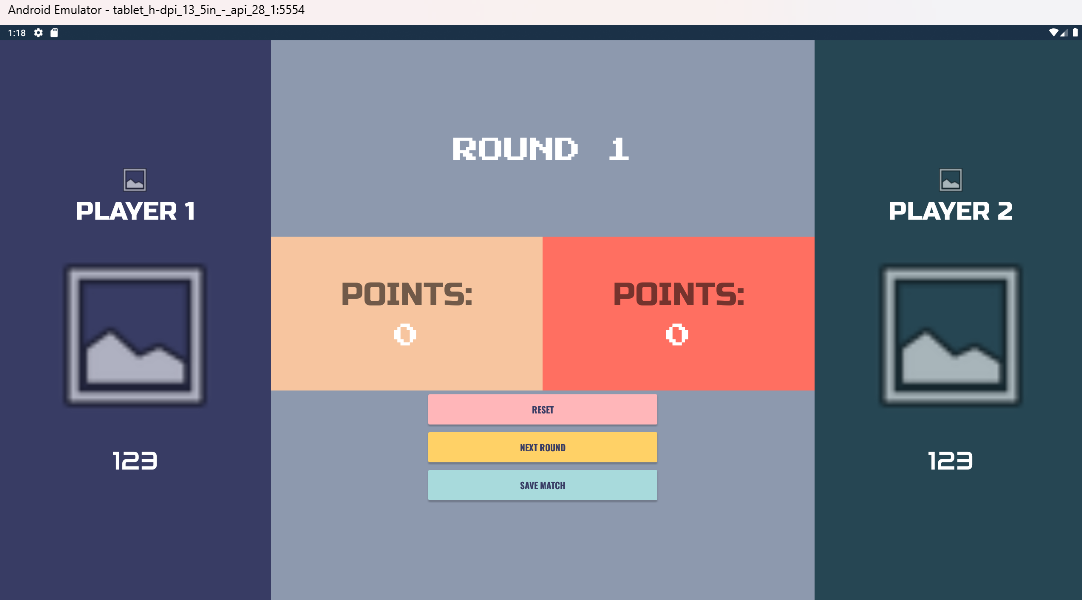 Android Emulator - tablet_h-dpi_13_5in_-_api_28_1:5554
1:18
ROUND 1
PLAYER 1
PLAYER 2
POINTS:
0
POINTS:
0
RESET
NEXT ROUND
SAVE MATCH
123
123